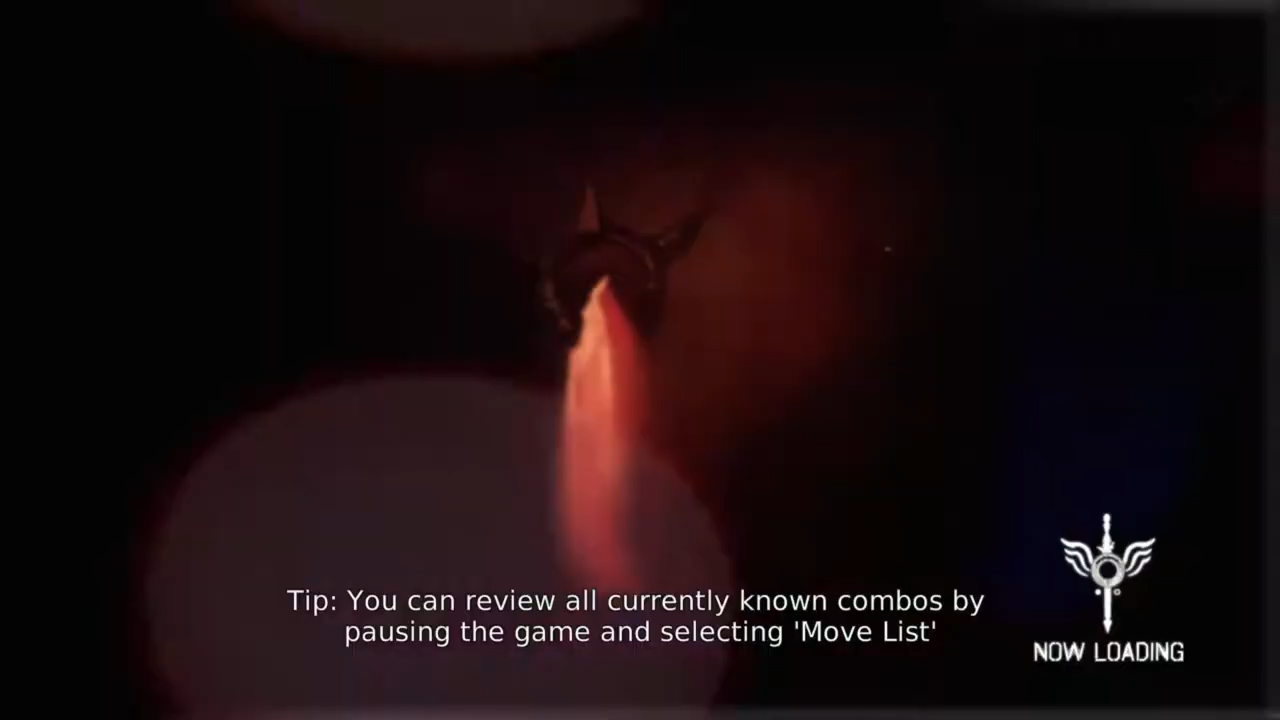 Tip: You can review all currently known combos by
pausing the game and selecting 'Move List'
NOW LOADING